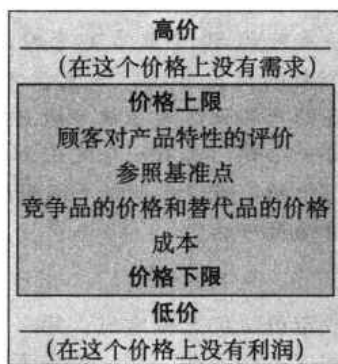 高价
（在这个价格上没有需求）
价格上限
顾客对产品特性的评价
参照基准点
竞争品的价格和替代品的价格
成本
价格下限
低价
（在这个价格上没有利润）